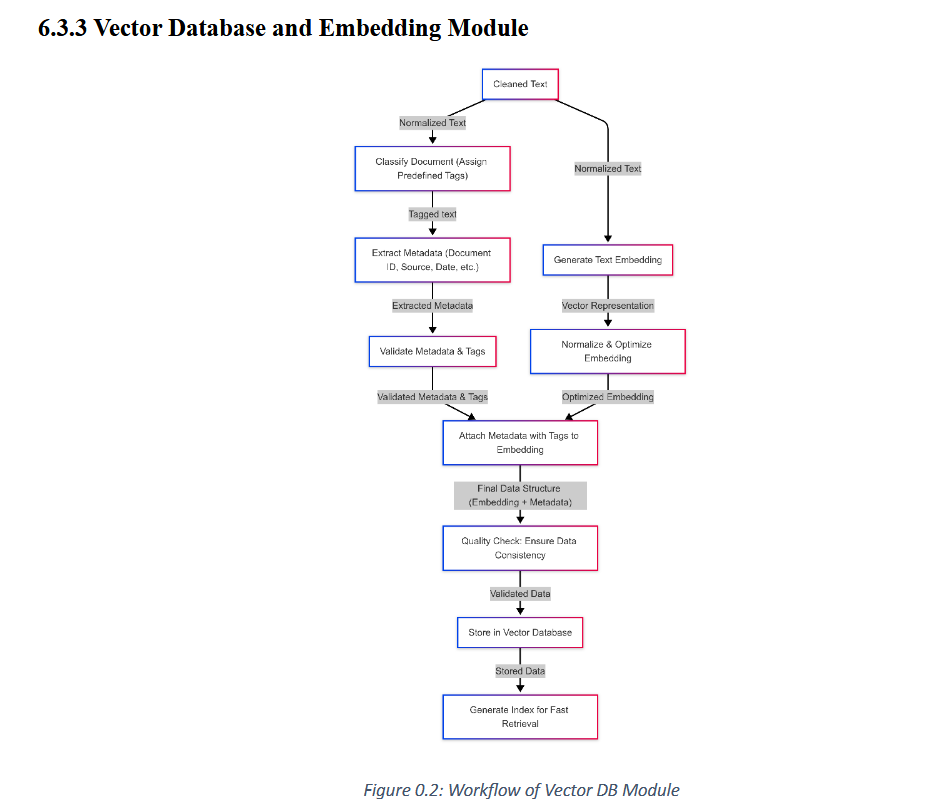 6.3.3 Vector Database and Embedding Module
Cleaned Text
Normalized Text
Classify Document (Assign
Predefined Tags)
Tagged text
Extract Metadata (Document
ID, Source, Date, etc.)
Extracted Metadata
Validate Metadata & Tags
Validated Metadata & Tags
Normalized Text
Generate Text Embedding
Vector Representation
Normalize & Optimize
Embedding
Optimized Embedding
Attach Metadata with Tags to
Embedding
Final Data Structure
(Embedding + Metadata)
Quality Check: Ensure Data
Consistency
Validated Data
Store in Vector Database
Stored Data
Generate Index for Fast
Retrieval
Figure 0.2: Workflow of Vector DB Module